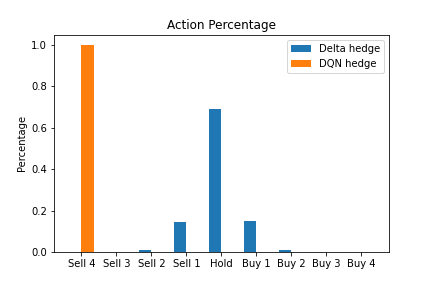 Action Percentage
Delta hedge
DQN hedge
Percentage
1.0
0.8
0.6
0.4
0.2
0.0
Sell 4 Sell 3 Sell 2 Sell 1 Hold Buy 1 Buy 2 Buy 3 Buy 4